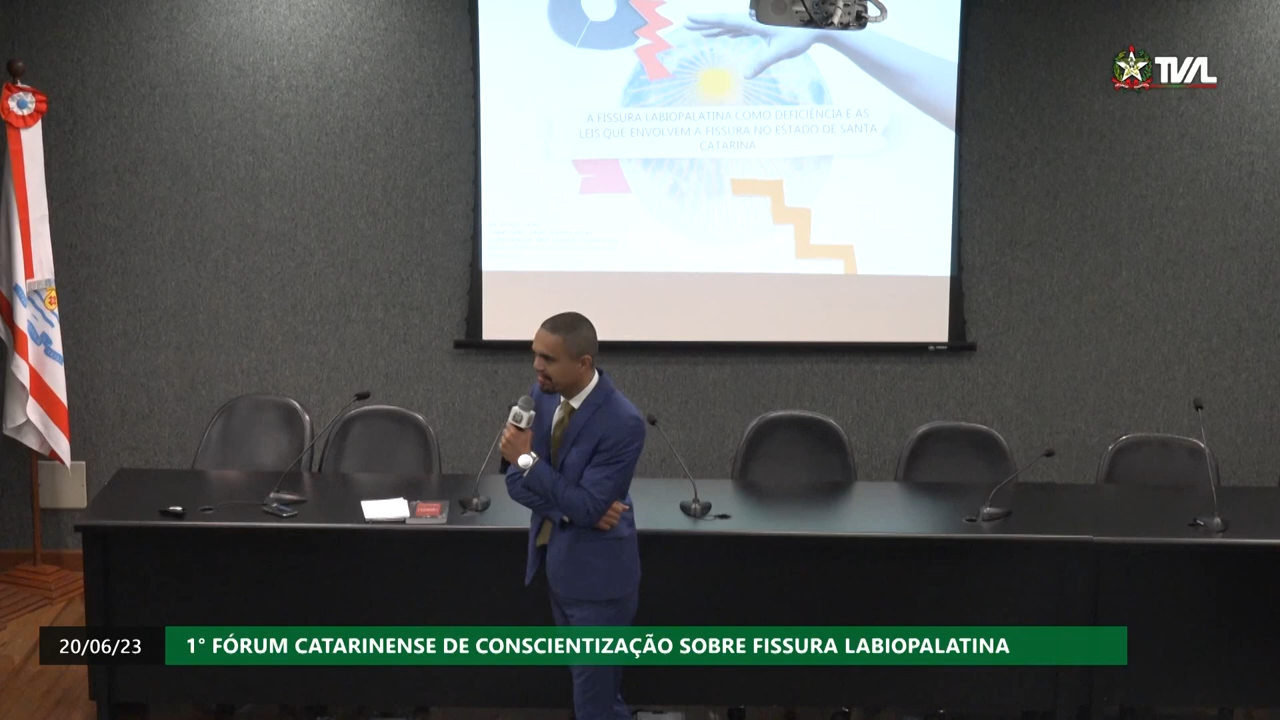 TVAL
A FISSURA LABIOPALATINA COMO DEFICIÊNCIA E AS
LEIS QUE ENVOLVEM A FISSURA NO ESTADO DE SANTA
CATARINA
20/06/23
1° FÓRUM CATARINENSE DE CONSCIENTIZAÇÃO SOBRE FISSURA LABIOPALATINA